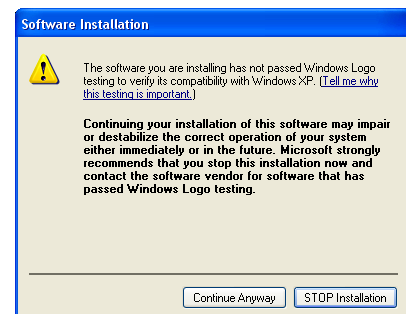 Software Installation
The software you are installing has not passed Windows Logo
testing to verify its compatibility with Windows XP. (Tell me why
this testing is important.)
Continuing your installation of this software may impair
or destabilize the correct operation of your system
either immediately or in the future. Microsoft strongly
recommends that you stop this installation now and
contact the software vendor for software that has
passed Windows Logo testing.
Continue Anyway
STOP Installation